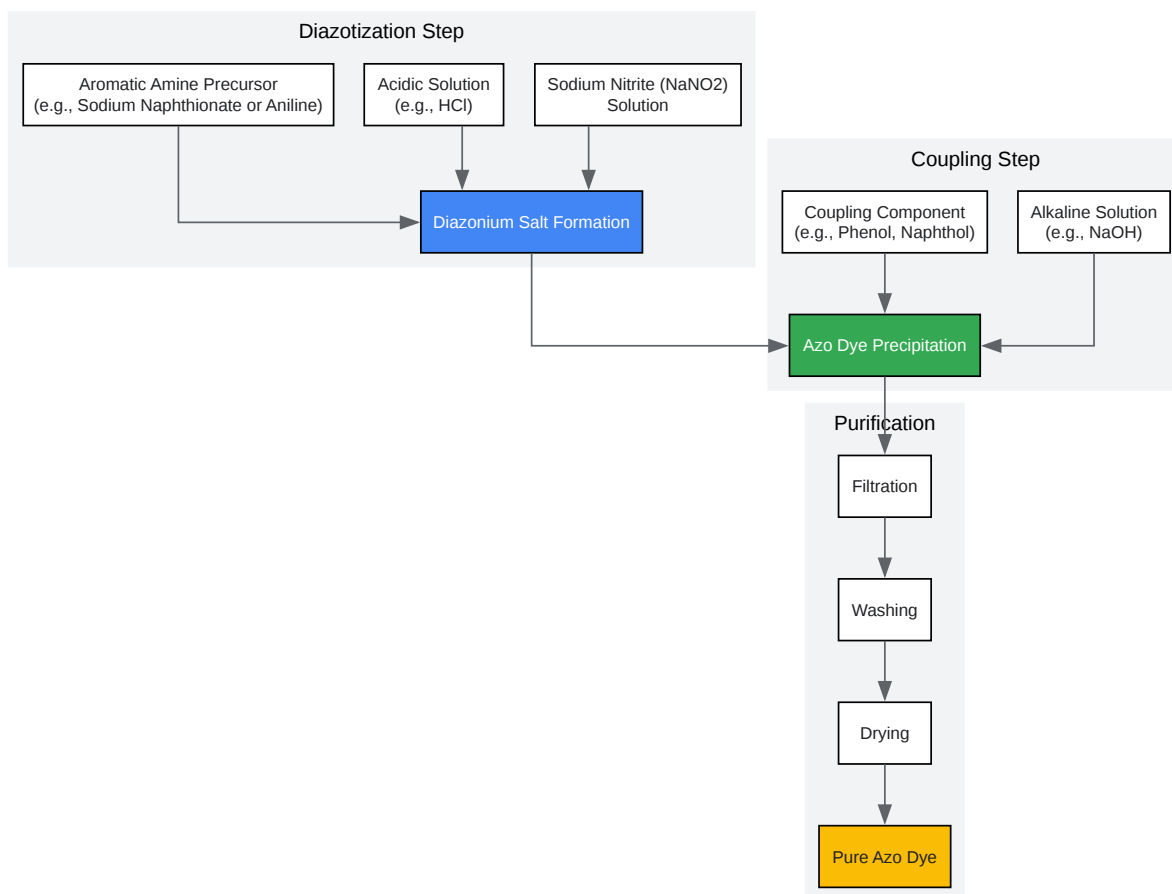 Diazotization Step
Aromatic Amine Precursor
(e.g., Sodium Naphthionate or Aniline)
Acidic Solution
(e.g., HCl)
Sodium Nitrite (NaNO2)
Solution
Diazonium Salt Formation
Coupling Step
Coupling Component
(e.g., Phenol, Naphthol)
Alkaline Solution
(e.g., NaOH)
Azo Dye Precipitation
Purification
Filtration
Washing
Drying
Pure Azo Dye